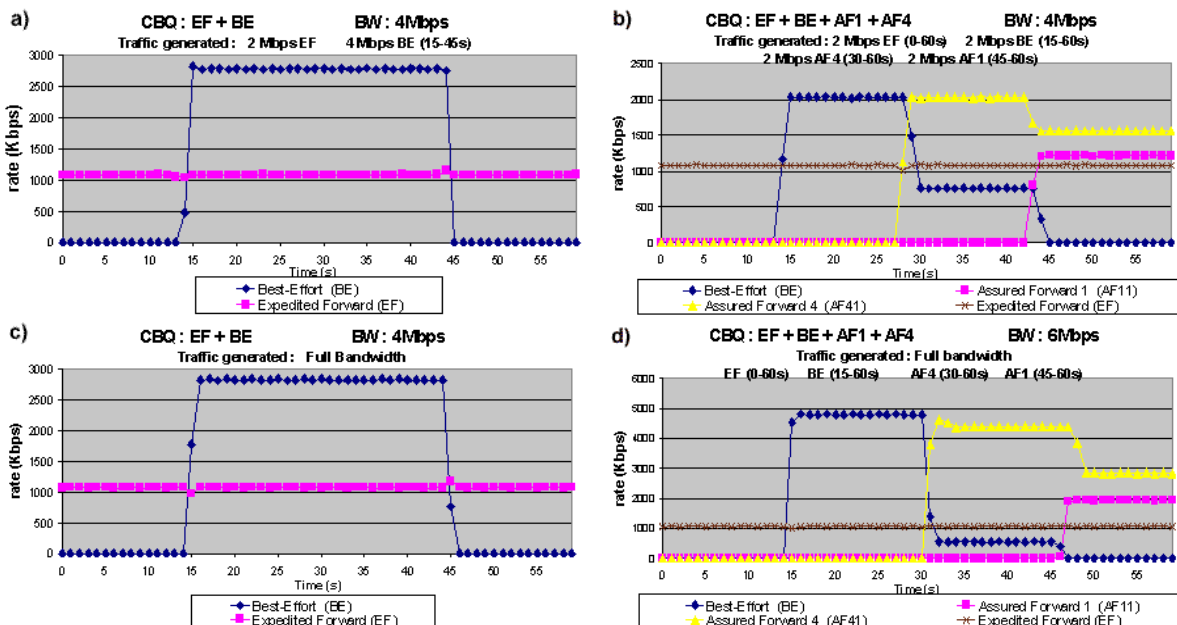 a)
CBQ : EF + BE BW : 4Mbps
Traffic generated : 2 Mbps EF 4 Mbps BE (15-45s)
rate (Kbps)
3000
2500
2000
1500
1000
500
0
0 5 10 15 20 25 30 35 40 45 50 55
Time (s)
Best-Effort (BE)
Expedited Forward (EF)
b)
CBQ : EF + BE + AF1 + AF4 BW : 4Mbps
Traffic generated : 2 Mbps EF (0-60s) 2 Mbps BE (15-60s)
2 Mbps AF4 (30-60s) 2 Mbps AF1 (45-60s)
rate (Kbps)
2500
2000
1500
1000
500
0
0 5 10 15 20 25 30 35 40 45 50 55
Time (s)
Best-Effort (BE) Assured Forward 1 (AF11)
Assured Forward 4 (AF41) Expedited Forward (EF)
c)
CBQ : EF + BE BW : 4Mbps
Traffic generated : Full Bandwidth
rate (Kbps)
3000
2500
2000
1500
1000
500
0
0 5 10 15 20 25 30 35 40 45 50 55
Time (s)
Best-Effort (BE)
Expedited Forward (EF)
d)
CBQ : EF + BE + AF1 + AF4 BW : 6Mbps
Traffic generated : Full bandwidth
EF (0-60s) BE (15-60s) AF4 (30-60s) AF1 (45-60s)
rate (Kbps)
6000
5000
4000
3000
2000
1000
0
0 5 10 15 20 25 30 35 40 45 50 55
Time (s)
Best-Effort (BE) Assured Forward 1 (AF11)
Assured Forward 4 (AF41) Expedited Forward (EF)